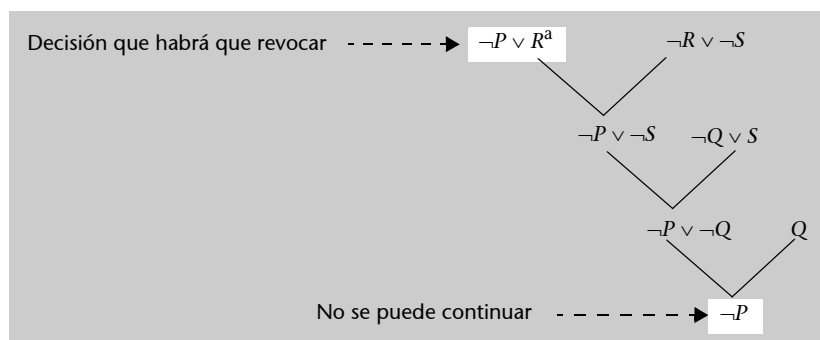 Decisión que habrá que revocar ¬P ∨ Rª ¬R ∨ ¬S
¬P ∨ ¬S ¬Q ∨ S
¬P ∨ ¬Q Q
No se puede continuar ¬P